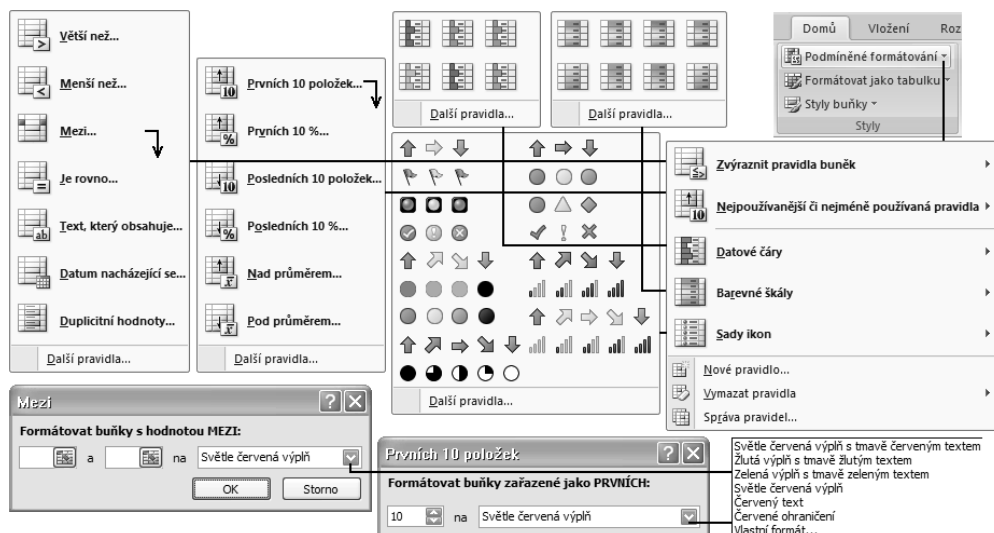 Větší než...
Menší než...
Mezi...
Je rovno...
Text, který obsahuje...
Datum nacházející se...
Duplicitní hodnoty...
Další pravidla...
Prvních 10 položek...
Prvních 10 %...
Posledních 10 položek...
Posledních 10 %...
Nad průměrem...
Pod průměrem...
Další pravidla...
Další pravidla...
Další pravidla...
Další pravidla...
Domů Vložení Roz
Podmíněné formátování
Formátovat jako tabulku
Styly buňky
Styly
Zvýraznit pravidla buněk
Nejpoužívanější či nejméně používaná pravidla
Datové čáry
Barevné škály
Sady ikon
Nové pravidlo...
Vymazat pravidla
Správa pravidel...
Mezi
Formátovat buňky s hodnotou MEZI:
a na Světle červená výplň
OK Storno
Prvních 10 položek
Formátovat buňky zařazené jako PRVNÍCH:
10 na Světle červená výplň
Světle červená výplň s tmavě červeným textem
Žlutá výplň s tmavě žlutým textem
Zelená výplň s tmavě zeleným textem
Světle červená výplň
Červený text
Červené ohraničení
Vlastní formát...